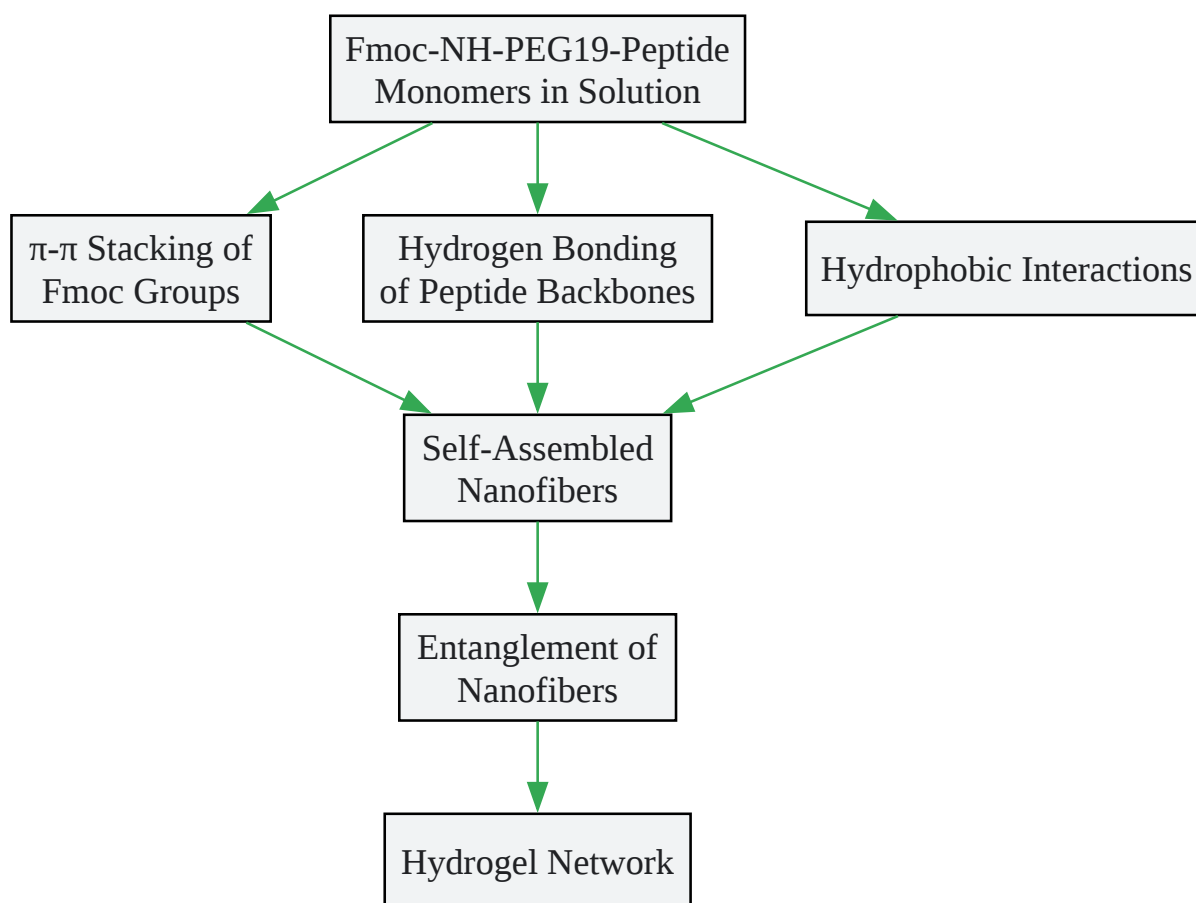 Fmoc-NH-PEG19-Peptide
Monomers in Solution
π-π Stacking of
Fmoc Groups
Hydrogen Bonding
of Peptide Backbones
Hydrophobic Interactions
Self-Assembled
Nanofibers
Entanglement of
Nanofibers
Hydrogel Network